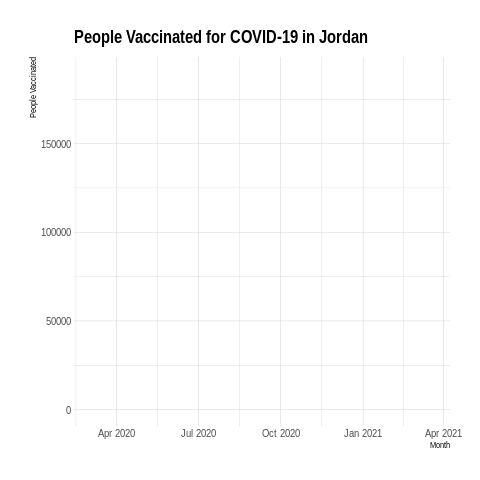 People Vaccinated for COVID-19 in Jordan
People Vaccinated
150000
100000
50000
0
Apr 2020 Jul 2020 Oct 2020 Jan 2021 Apr 2021
Month